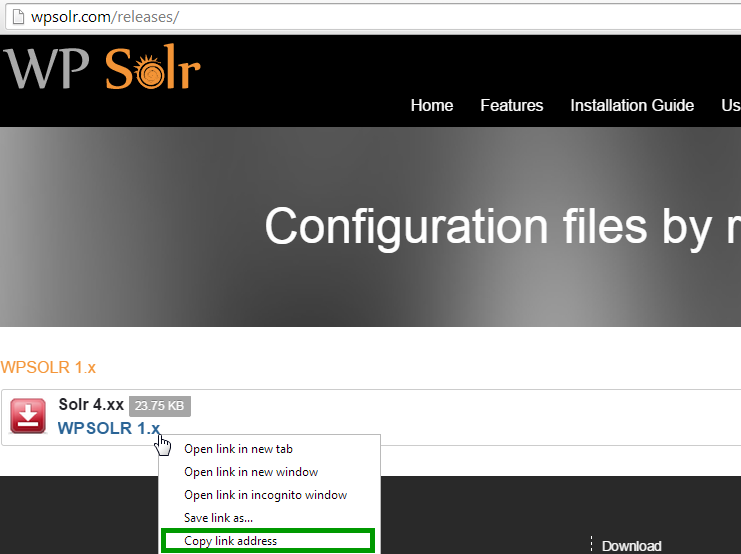 wpsolr.com/releases/
WP Solr
Home Features Installation Guide Us
Configuration files by r
WPSOLR 1.x
Solr 4.xx 23.75 KB
WPSOLR 1.x
Open link in new tab
Open link in new window
Open link in incognito window
Save link as...
Copy link address
Download